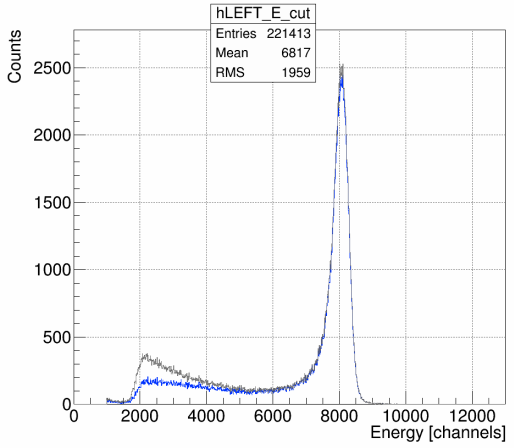 hLEFT_E_cut
Entries 221413
Mean 6817
RMS 1959
Counts
2500
2000
1500
1000
500
0
0 2000 4000 6000 8000 10000 12000
Energy [channels]